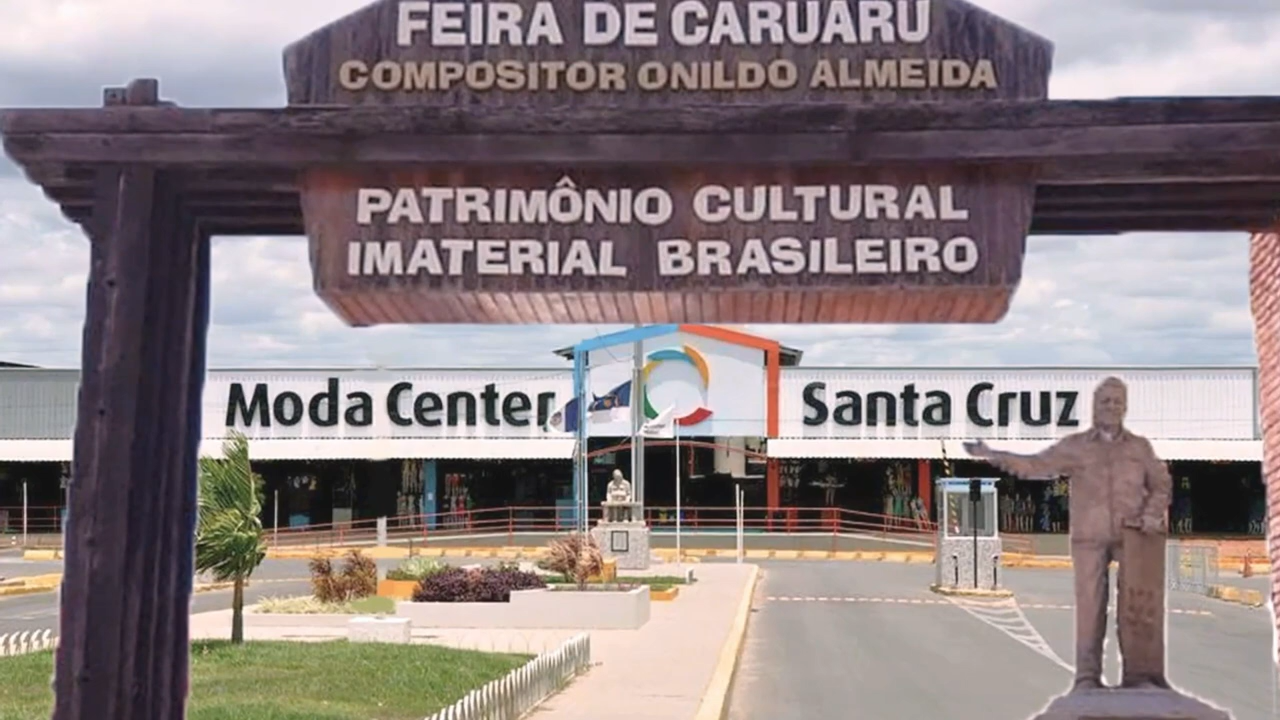 FEIRA DE CARUARU
COMPOSITOR ONILDO ALMEIDA
PATRIMÔNIO CULTURAL
IMATERIAL BRASILEIRO
Moda Center Santa Cruz